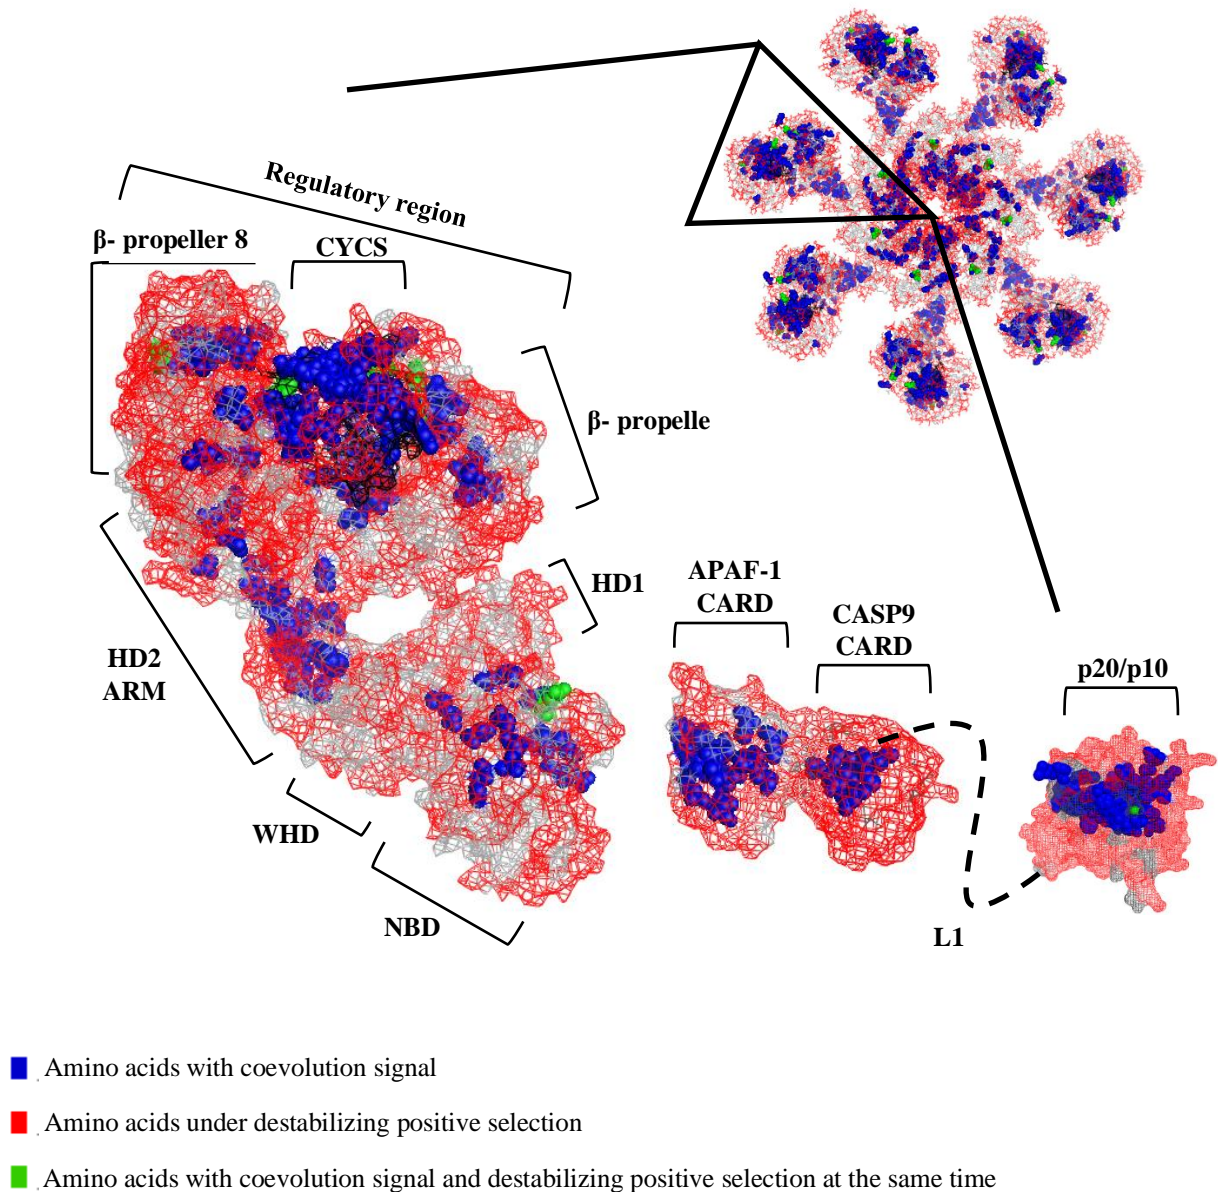 Regulatory region
β- propeller 8
CYCS
β- propelle
HD1
HD2
ARM
WHD
NBD
APAF-1
CARD
CASP9
CARD
p20/p10
L1
Amino acids with coevolution signal
Amino acids under destabilizing positive selection
Amino acids with coevolution signal and destabilizing positive selection at the same time